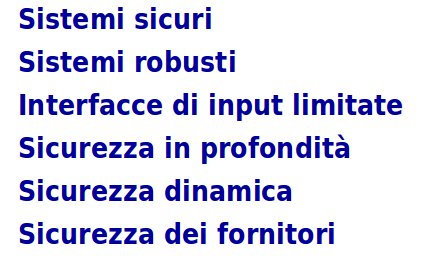 Sistemi sicuri
Sistemi robusti
Interfacce di input limitate
Sicurezza in profondità
Sicurezza dinamica
Sicurezza dei fornitori